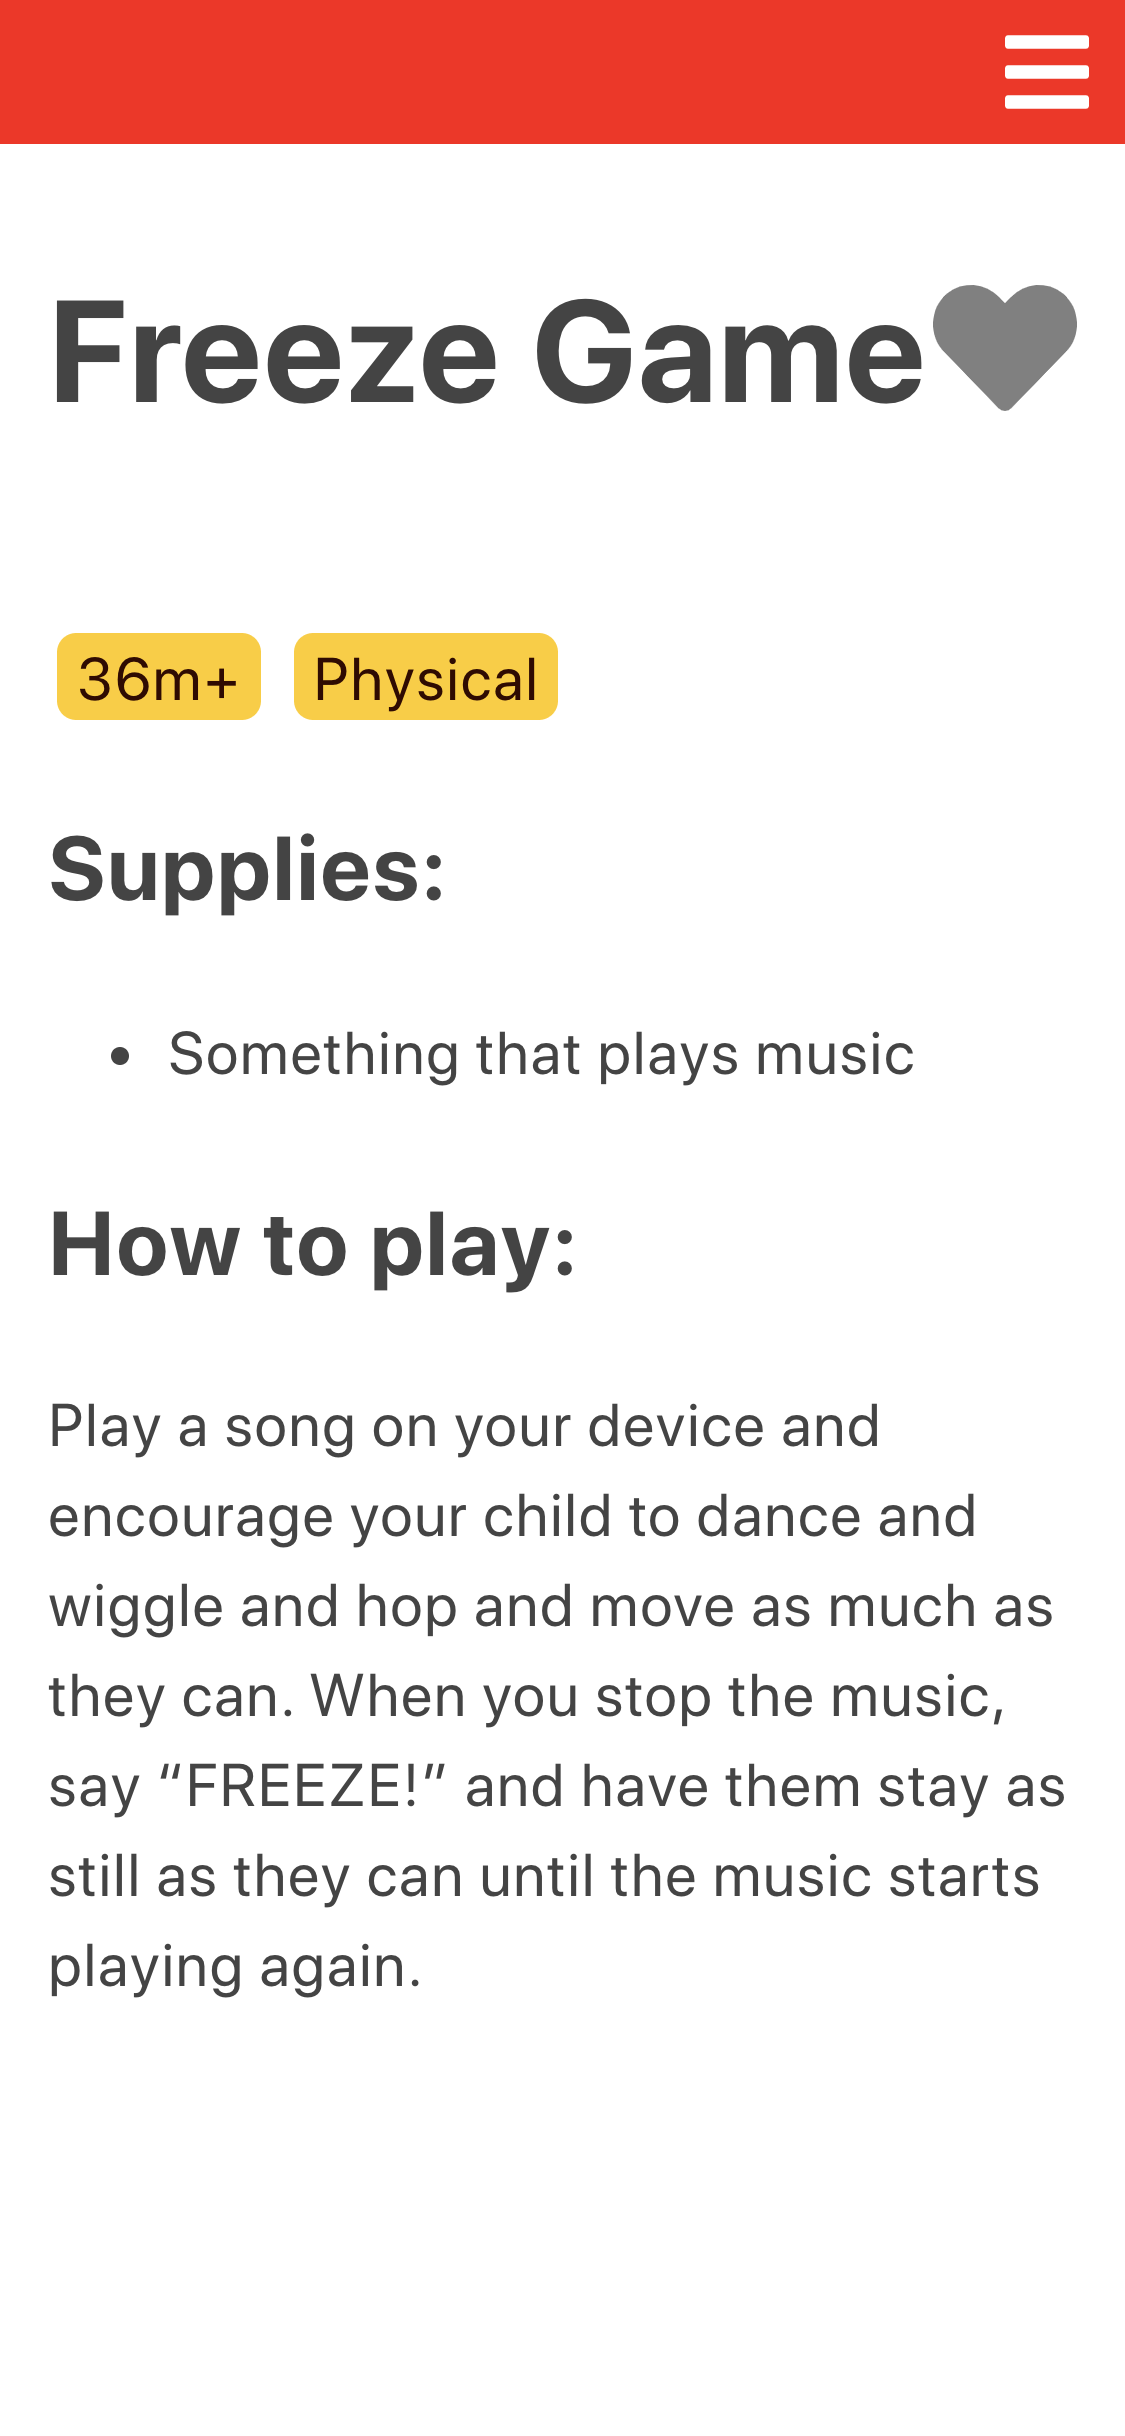 Freeze Game
36m+ Physical
Supplies:
• Something that plays music
How to play:
Play a song on your device and
encourage your child to dance and
wiggle and hop and move as much as
they can. When you stop the music,
say “FREEZE!” and have them stay as
still as they can until the music starts
playing again.